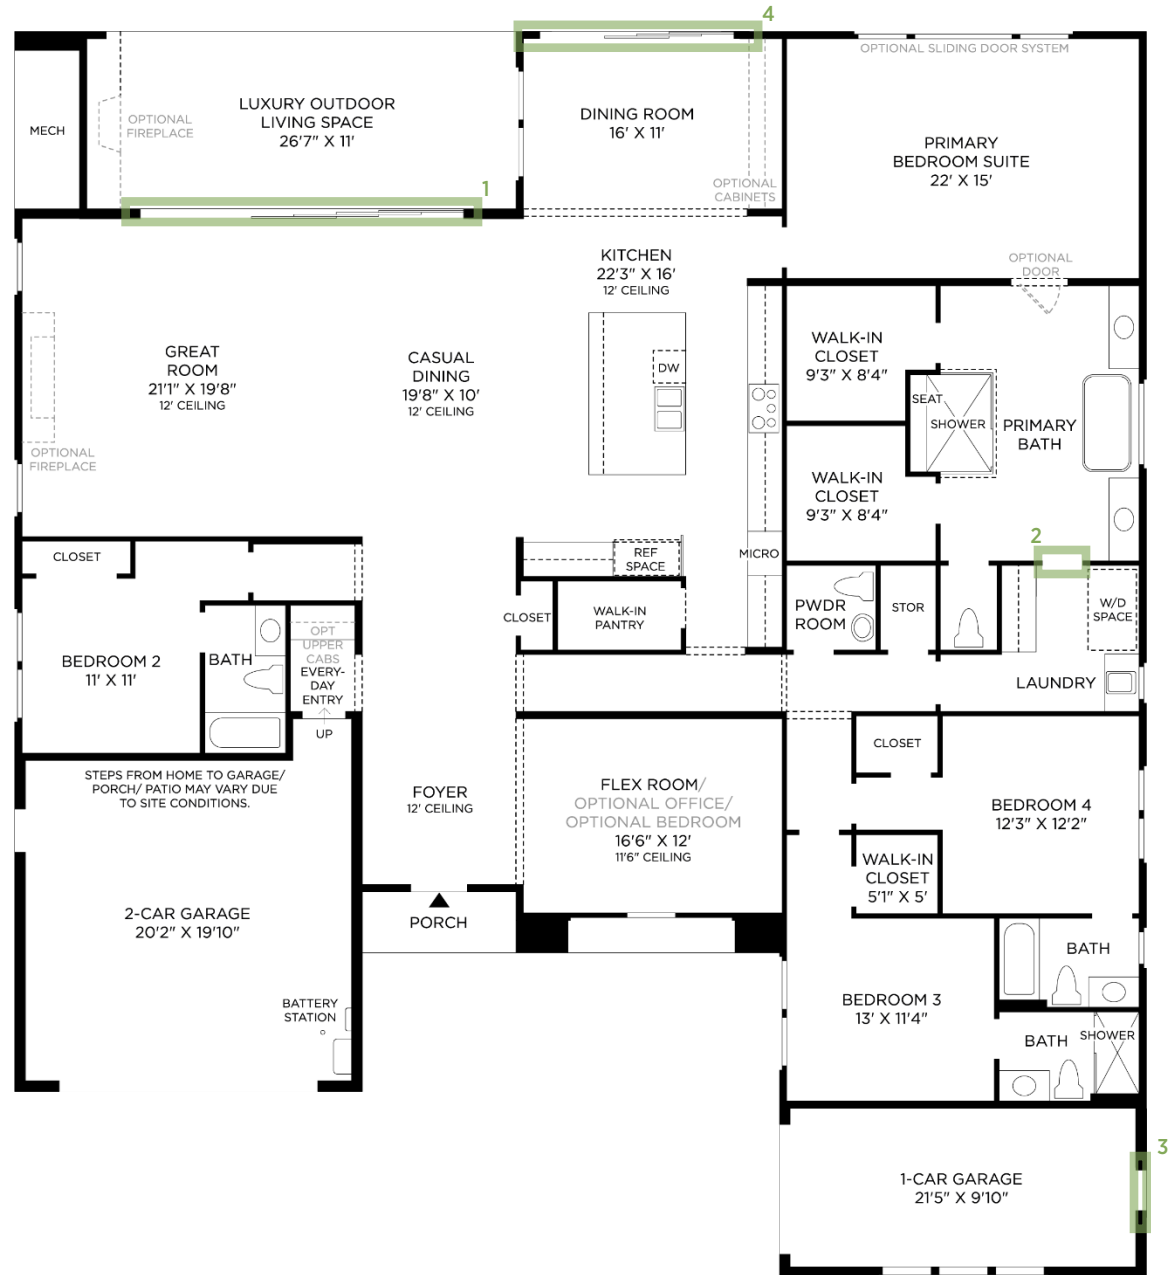 4
OPTIONAL SLIDING DOOR SYSTEM
MECH
OPTIONAL
FIREPLACE
LUXURY OUTDOOR
LIVING SPACE
26'7" X 11'
DINING ROOM
16' X 11'
PRIMARY
BEDROOM SUITE
22' X 15'
OPTIONAL
CABINETS
1
KITCHEN
22'3" X 16'
12' CEILING
OPTIONAL
DOOR
GREAT
ROOM
21'1" X 19'8"
12' CEILING
CASUAL
DINING
19'8" X 10'
12' CEILING
DW
WALK-IN
CLOSET
9'3" X 8'4"
SEAT
SHOWER
PRIMARY
BATH
OPTIONAL
FIREPLACE
WALK-IN
CLOSET
9'3" X 8'4"
2
CLOSET
REF
SPACE
MICRO
CLOSET
WALK-IN
PANTRY
PWDR
ROOM
STOR
W/D
SPACE
BEDROOM 2
11' X 11'
BATH
OPT
UPPER
CABS
EVERY-
DAY
ENTRY
UP
LAUNDRY
CLOSET
STEPS FROM HOME TO GARAGE/
PORCH/ PATIO MAY VARY DUE
TO SITE CONDITIONS.
FOYER
12' CEILING
FLEX ROOM/
OPTIONAL OFFICE/
OPTIONAL BEDROOM
16'6" X 12'
11'6" CEILING
BEDROOM 4
12'3" X 12'2"
WALK-IN
CLOSET
5'1" X 5'
2-CAR GARAGE
20'2" X 19'10"
PORCH
BATH
BATTERY
STATION
BEDROOM 3
13' X 11'4"
BATH
SHOWER
3
1-CAR GARAGE
21'5" X 9'10"